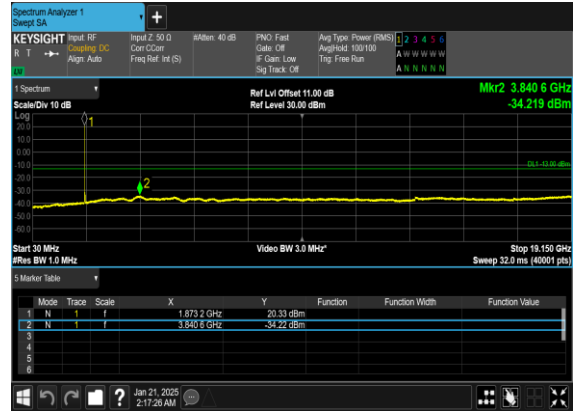 Spectrum Analyzer 1
Swept SA
+
KEYSIGHT Input: RF Input Z: 50 Ω #Atten: 40 dB PNO: Fast Avg Type: Power (RMS) 1 2 3 4 5 6
R T Coupling: DC Corr CCorr Gate: Off Avg|Hold: 100/100 A W W W W W
Align: Auto Freq Ref: Int (S) IF Gain: Low Trig: Free Run
LM Sig Track: Off A N N N N N
1 Spectrum Ref Lvl Offset 11.00 dB Mkr2 3.840 6 GHz
Scale/Div 10 dB Ref Level 30.00 dBm -34.219 dBm
Log
1
20.0
10.0
0.00
-10.0
DL1 -13.00 dBm
-20.0
2
-30.0
-40.0
-50.0
-60.0
Start 30 MHz Video BW 3.0 MHz* Stop 19.150 GHz
#Res BW 1.0 MHz Sweep 32.0 ms (40001 pts)
5 Marker Table
Mode Trace Scale X Y Function Function Width Function Value
1 N 1 f 1.873 2 GHz 20.33 dBm
2 N 1 f 3.840 6 GHz -34.22 dBm
3
4
5
6
? Jan 21, 2025
2:17:26 AM